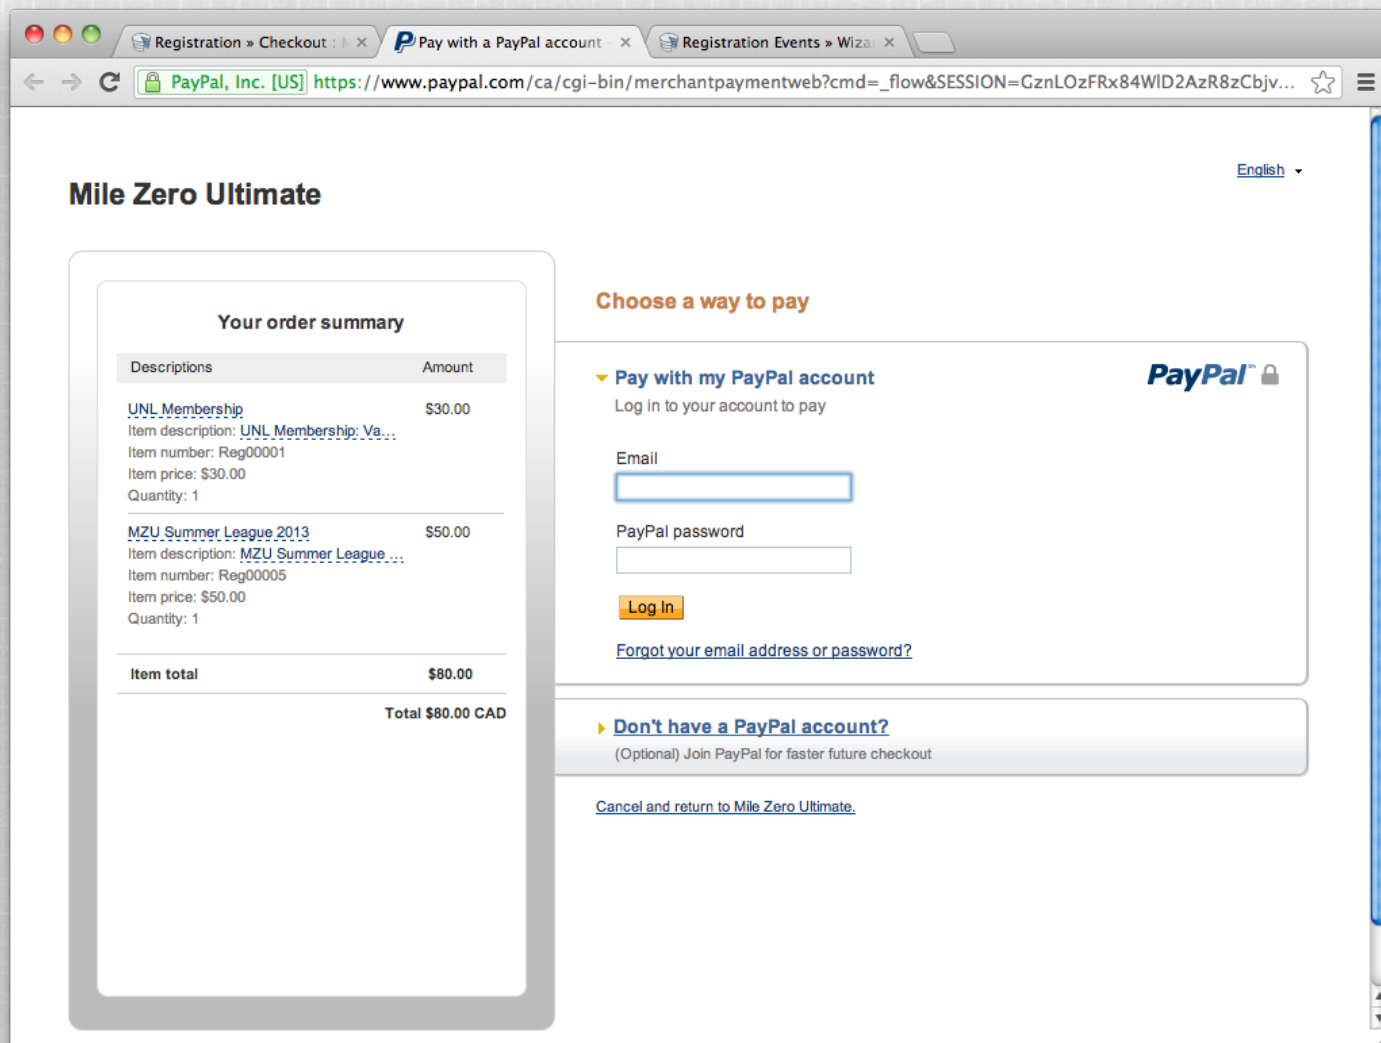 Registration » Checkout :
Pay with a PayPal account
Registration Events » Wiza
PayPal, Inc. [US] https://www.paypal.com/ca/cgi-bin/merchantpaymentweb?cmd=_flow&SESSION=GznLOzFRx84WlD2AzR8zCbjv...
English
Mile Zero Ultimate
Your order summary
Descriptions Amount
UNL Membership $30.00
Item description: UNL Membership: Va...
Item number: Reg00001
Item price: $30.00
Quantity: 1
MZU Summer League 2013 $50.00
Item description: MZU Summer League ...
Item number: Reg00005
Item price: $50.00
Quantity: 1
Item total $80.00
Total $80.00 CAD
Choose a way to pay
Pay with my PayPal account
PayPal
Log in to your account to pay
Email
PayPal password
Log In
Forgot your email address or password?
Don't have a PayPal account?
(Optional) Join PayPal for faster future checkout
Cancel and return to Mile Zero Ultimate.